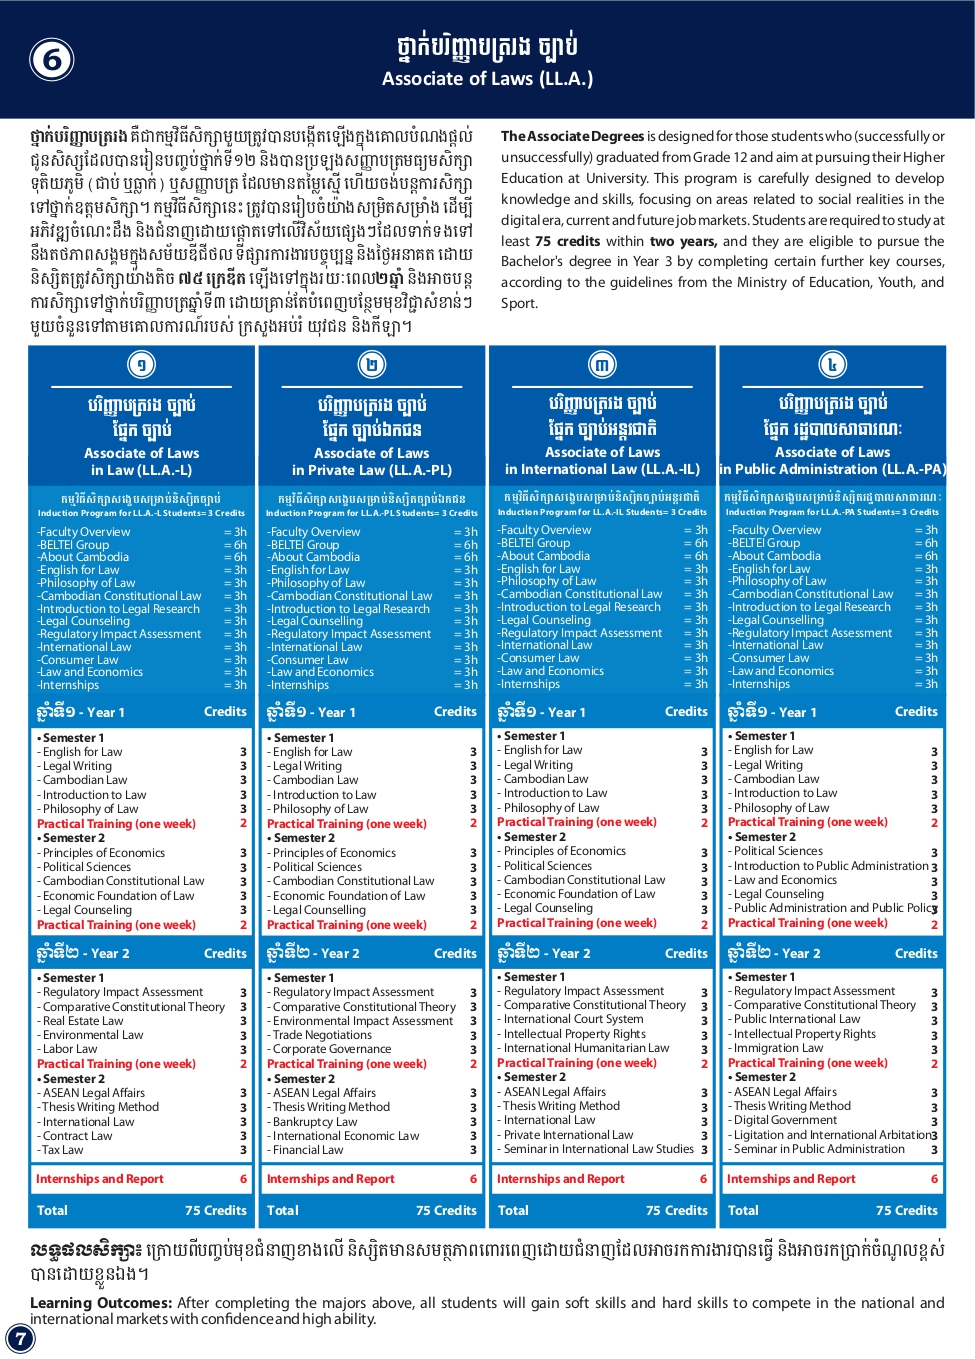 6
ថ្នាក់បរិញ្ញាបត្ររង ច្បាប់
Associate of Laws (LL.A.)
ថ្នាក់បរិញ្ញាបត្ររង គឺជាកម្មវិធីសិក្សាមួយត្រូវបានបង្កើតឡើងក្នុងគោលបំណងផ្តល់
ជូនសិស្សដែលបានរៀនបញ្ចប់ថ្នាក់ទី១២ និងបានប្រឡងសញ្ញាបត្រមធ្យមសិក្សា
ទុតិយភូមិ (ជាប់ ឬធ្លាក់) ឬសញ្ញាបត្រ ដែលមានតម្លៃស្មើ ហើយចង់បន្តការសិក្សា
ទៅថ្នាក់ឧត្តមសិក្សា។ កម្មវិធីសិក្សានេះ ត្រូវបានរៀបចំយ៉ាងសម្រិតសម្រាំង ដើម្បី
អភិវឌ្ឍចំណេះដឹង និងជំនាញដោយផ្តោតទៅលើវិស័យផ្សេងៗដែលទាក់ទងទៅ
នឹងតថភាពសង្គមក្នុងសម័យឌីជីថល ទីផ្សារការងារបច្ចុប្បន្ន និងថ្ងៃអនាគត ដោយ
និស្សិតត្រូវសិក្សាយ៉ាងតិច ៧៥ ក្រេឌីត ឡើងទៅក្នុងរយៈពេល២ឆ្នាំ និងអាចបន្ត
ការសិក្សាទៅថ្នាក់បរិញ្ញាបត្រឆ្នាំទី៣ ដោយគ្រាន់តែបំពេញបន្ថែមមុខវិជ្ជាសំខាន់ៗ
មួយចំនួនទៅតាមគោលការណ៍របស់ ក្រសួងអប់រំ យុវជន និងកីឡា។
The Associate Degrees is designed for those students who (successfully or
unsuccessfully) graduated from Grade 12 and aim at pursuing their Higher
Education at University. This program is carefully designed to develop
knowledge and skills, focusing on areas related to social realities in the
digital era, current and future job markets. Students are required to study at
least 75 credits within two years, and they are eligible to pursue the
Bachelor's degree in Year 3 by completing certain further key courses,
according to the guidelines from the Ministry of Education, Youth, and
Sport.
១
បរិញ្ញាបត្ររង ច្បាប់
ផ្នែក ច្បាប់
Associate of Laws
in Law (LL.A.-L)
កម្មវិធីសិក្សាសង្ខេបសម្រាប់និស្សិតច្បាប់
Induction Program for LL.A.-L Students= 3 Credits
-Faculty Overview = 3h
-BELTEI Group = 6h
-About Cambodia = 6h
-English for Law = 3h
-Philosophy of Law = 3h
-Cambodian Constitutional Law = 3h
-Introduction to Legal Research = 3h
-Legal Counseling = 3h
-Regulatory Impact Assessment = 3h
-International Law = 3h
-Consumer Law = 3h
-Law and Economics = 3h
-Internships = 3h
ឆ្នាំទី១ - Year 1 Credits
• Semester 1
- English for Law 3
- Legal Writing 3
- Cambodian Law 3
- Introduction to Law 3
- Philosophy of Law 3
Practical Training (one week) 2
• Semester 2
- Principles of Economics 3
- Political Sciences 3
- Cambodian Constitutional Law 3
- Economic Foundation of Law 3
- Legal Counseling 3
Practical Training (one week) 2
ឆ្នាំទី២ - Year 2 Credits
• Semester 1
- Regulatory Impact Assessment 3
- Comparative Constitutional Theory 3
- Real Estate Law 3
- Environmental Law 3
- Labor Law 3
Practical Training (one week) 2
• Semester 2
- ASEAN Legal Affairs 3
- Thesis Writing Method 3
- International Law 3
- Contract Law 3
- Tax Law 3
Internships and Report 6
Total 75 Credits
២
បរិញ្ញាបត្ររង ច្បាប់
ផ្នែក ច្បាប់ឯកជន
Associate of Laws
in Private Law (LL.A.-PL)
កម្មវិធីសិក្សាសង្ខេបសម្រាប់និស្សិតច្បាប់ឯកជន
Induction Program for LL.A.-PL Students= 3 Credits
-Faculty Overview = 3h
-BELTEI Group = 6h
-About Cambodia = 6h
-English for Law = 3h
-Philosophy of Law = 3h
-Cambodian Constitutional Law = 3h
-Introduction to Legal Research = 3h
-Legal Counselling = 3h
-Regulatory Impact Assessment = 3h
-International Law = 3h
-Consumer Law = 3h
-Law and Economics = 3h
-Internships = 3h
ឆ្នាំទី១ - Year 1 Credits
• Semester 1
- English for Law 3
- Legal Writing 3
- Cambodian Law 3
- Introduction to Law 3
- Philosophy of Law 3
Practical Training (one week) 2
• Semester 2
- Principles of Economics 3
- Political Sciences 3
- Cambodian Constitutional Law 3
- Economic Foundation of Law 3
- Legal Counselling 3
Practical Training (one week) 2
ឆ្នាំទី២ - Year 2 Credits
• Semester 1
- Regulatory Impact Assessment 3
- Comparative Constitutional Theory 3
- Environmental Impact Assessment 3
- Trade Negotiations 3
- Corporate Governance 3
Practical Training (one week) 2
• Semester 2
- ASEAN Legal Affairs 3
- Thesis Writing Method 3
- Bankruptcy Law 3
- International Economic Law 3
- Financial Law 3
Internships and Report 6
Total 75 Credits
៣
បរិញ្ញាបត្ររង ច្បាប់
ផ្នែក ច្បាប់អន្តរជាតិ
Associate of Laws
in International Law (LL.A.-IL)
កម្មវិធីសិក្សាសង្ខេបសម្រាប់និស្សិតច្បាប់អន្តរជាតិ
Induction Program for LL.A.-IL Students= 3 Credits
-Faculty Overview = 3h
-BELTEI Group = 6h
-About Cambodia = 6h
-English for Law = 3h
-Philosophy of Law = 3h
-Cambodian Constitutional Law = 3h
-Introduction to Legal Research = 3h
-Legal Counseling = 3h
-Regulatory Impact Assessment = 3h
-International Law = 3h
-Consumer Law = 3h
-Law and Economics = 3h
-Internships = 3h
ឆ្នាំទី១ - Year 1 Credits
• Semester 1
- English for Law 3
- Legal Writing 3
- Cambodian Law 3
- Introduction to Law 3
- Philosophy of Law 3
Practical Training (one week) 2
• Semester 2
- Principles of Economics 3
- Political Sciences 3
- Cambodian Constitutional Law 3
- Economic Foundation of Law 3
- Legal Counseling 3
Practical Training (one week) 2
ឆ្នាំទី២ - Year 2 Credits
• Semester 1
- Regulatory Impact Assessment 3
- Comparative Constitutional Theory 3
- International Court System 3
- Intellectual Property Rights 3
- International Humanitarian Law 3
Practical Training (one week) 2
• Semester 2
- ASEAN Legal Affairs 3
- Thesis Writing Method 3
- International Law 3
- Private International Law 3
- Seminar in International Law Studies 3
Internships and Report 6
Total 75 Credits
៤
បរិញ្ញាបត្ររង ច្បាប់
ផ្នែក រដ្ឋបាលសាធារណៈ
Associate of Laws
in Public Administration (LL.A.-PA)
កម្មវិធីសិក្សាសង្ខេបសម្រាប់និស្សិតរដ្ឋបាលសាធារណៈ
Induction Program for LL.A.-PA Students= 3 Credits
-Faculty Overview = 3h
-BELTEI Group = 6h
-About Cambodia = 6h
-English for Law = 3h
-Philosophy of Law = 3h
-Cambodian Constitutional Law = 3h
-Introduction to Legal Research = 3h
-Legal Counselling = 3h
-Regulatory Impact Assessment = 3h
-International Law = 3h
-Consumer Law = 3h
-Law and Economics = 3h
-Internships = 3h
ឆ្នាំទី១ - Year 1 Credits
• Semester 1
- English for Law 3
- Legal Writing 3
- Cambodian Law 3
- Introduction to Law 3
- Philosophy of Law 3
Practical Training (one week) 2
• Semester 2
- Political Sciences 3
- Introduction to Public Administration 3
- Law and Economics 3
- Legal Counseling 3
- Public Administration and Public Policy 3
Practical Training (one week) 2
ឆ្នាំទី២ - Year 2 Credits
• Semester 1
- Regulatory Impact Assessment 3
- Comparative Constitutional Theory 3
- Public International Law 3
- Intellectual Property Rights 3
- Immigration Law 3
Practical Training (one week) 2
• Semester 2
- ASEAN Legal Affairs 3
- Thesis Writing Method 3
- Digital Government 3
- Ligitation and International Arbitation 3
- Seminar in Public Administration 3
Internships and Report 6
Total 75 Credits
លទ្ធផលសិក្សា៖ ក្រោយពីបញ្ចប់មុខជំនាញខាងលើ និស្សិតមានសមត្ថភាពពោរពេញដោយជំនាញដែលអាចរកការងារបានធ្វើ និងអាចរកប្រាក់ចំណូលខ្ពស់
បានដោយខ្លួនឯង។
Learning Outcomes: After completing the majors above, all students will gain soft skills and hard skills to compete in the national and
international markets with confidence and high ability.
7